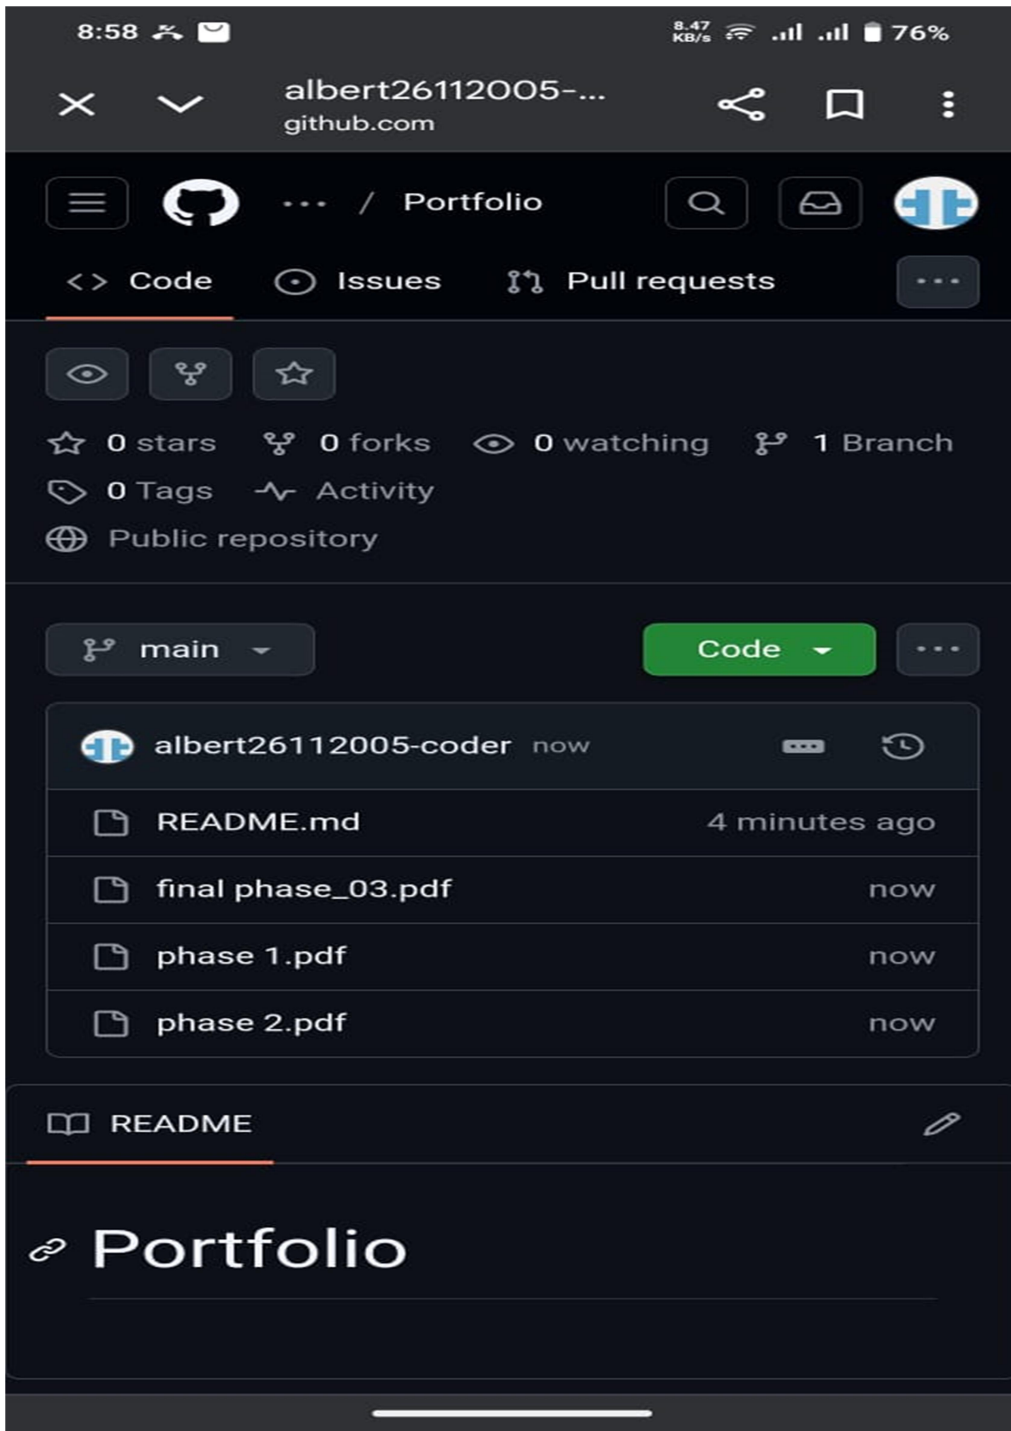 8:58 8.47 KB/s 76%
albert26112005-...
github.com
... / Portfolio
<> Code Issues Pull requests ...
0 stars 0 forks 0 watching 1 Branch
0 Tags Activity
Public repository
main Code ...
albert26112005-coder now
README.md 4 minutes ago
final phase_03.pdf now
phase 1.pdf now
phase 2.pdf now
README
Portfolio